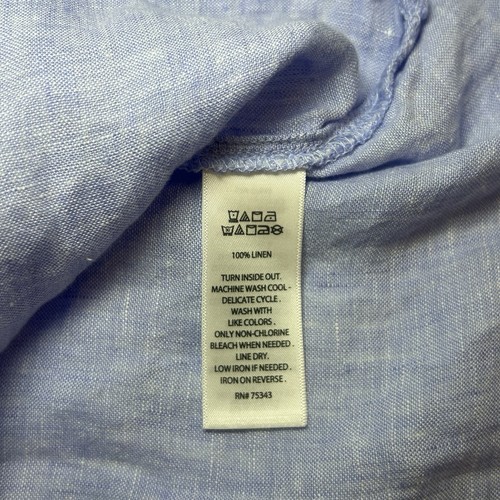 100% LINEN
TURN INSIDE OUT.
MACHINE WASH COOL -
DELICATE CYCLE .
WASH WITH
LIKE COLORS .
ONLY NON-CHLORINE
BLEACH WHEN NEEDED .
LINE DRY.
LOW IRON IF NEEDED .
IRON ON REVERSE .
RN# 75343